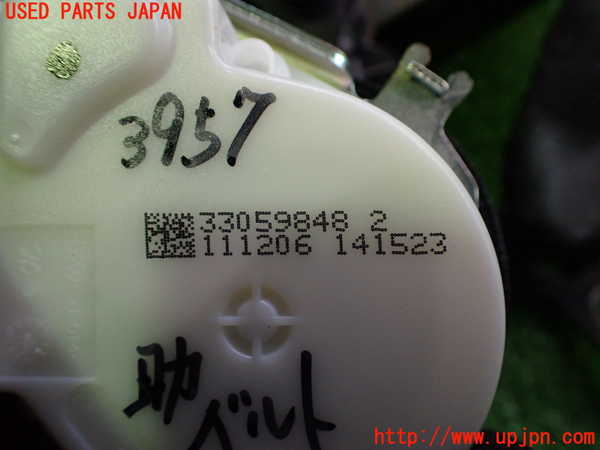 USED PARTS JAPAN
3957
33059848 2
111206 141523
助
ベルト
http://www.upjpn.com